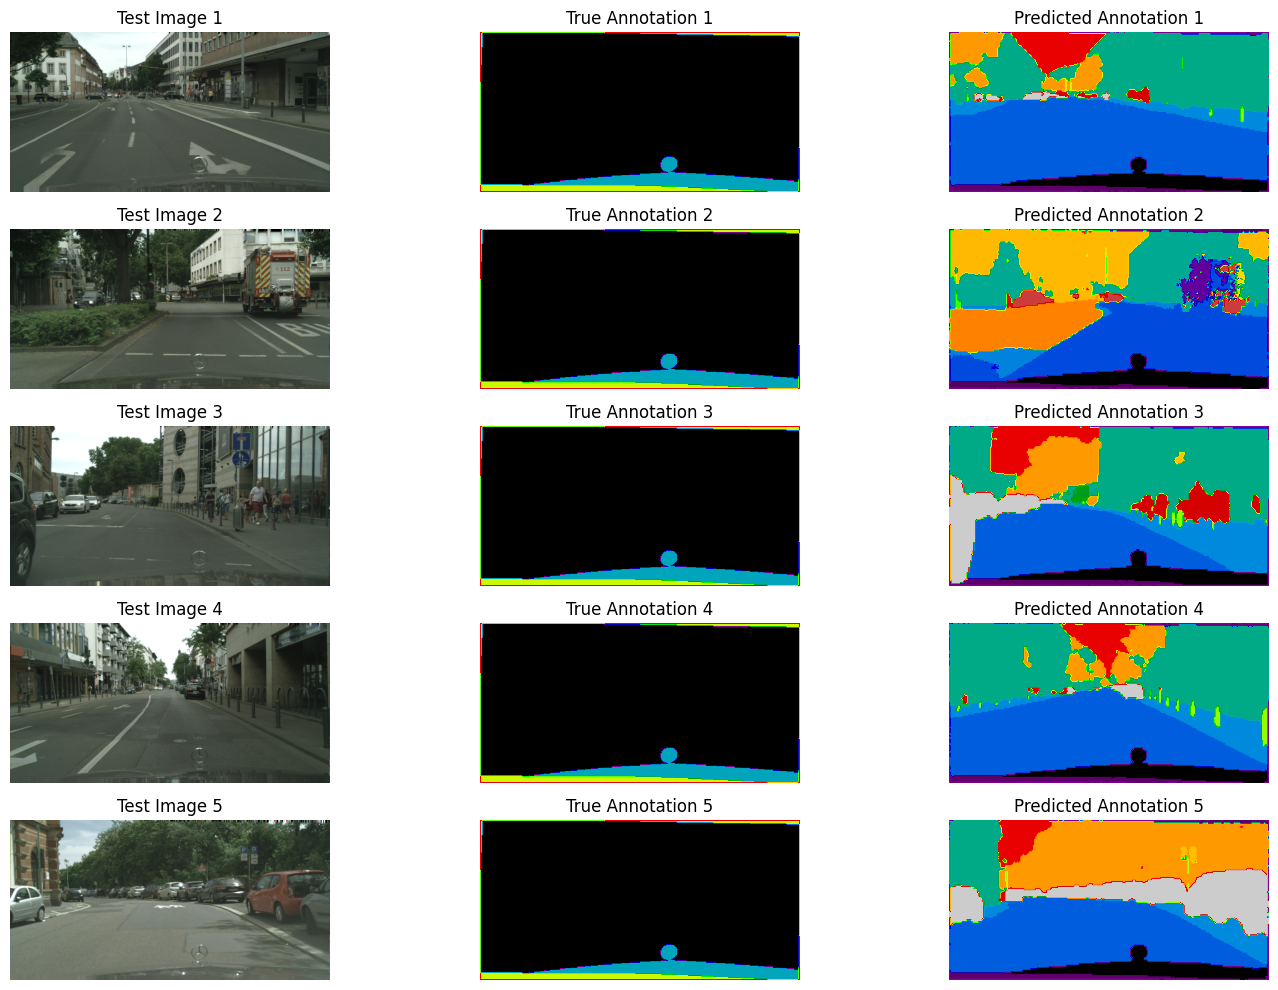 Test Image 1
True Annotation 1
Predicted Annotation 1
Test Image 2
True Annotation 2
Predicted Annotation 2
112
Test Image 3
True Annotation 3
Predicted Annotation 3
Test Image 4
True Annotation 4
Predicted Annotation 4
Test Image 5
True Annotation 5
Predicted Annotation 5